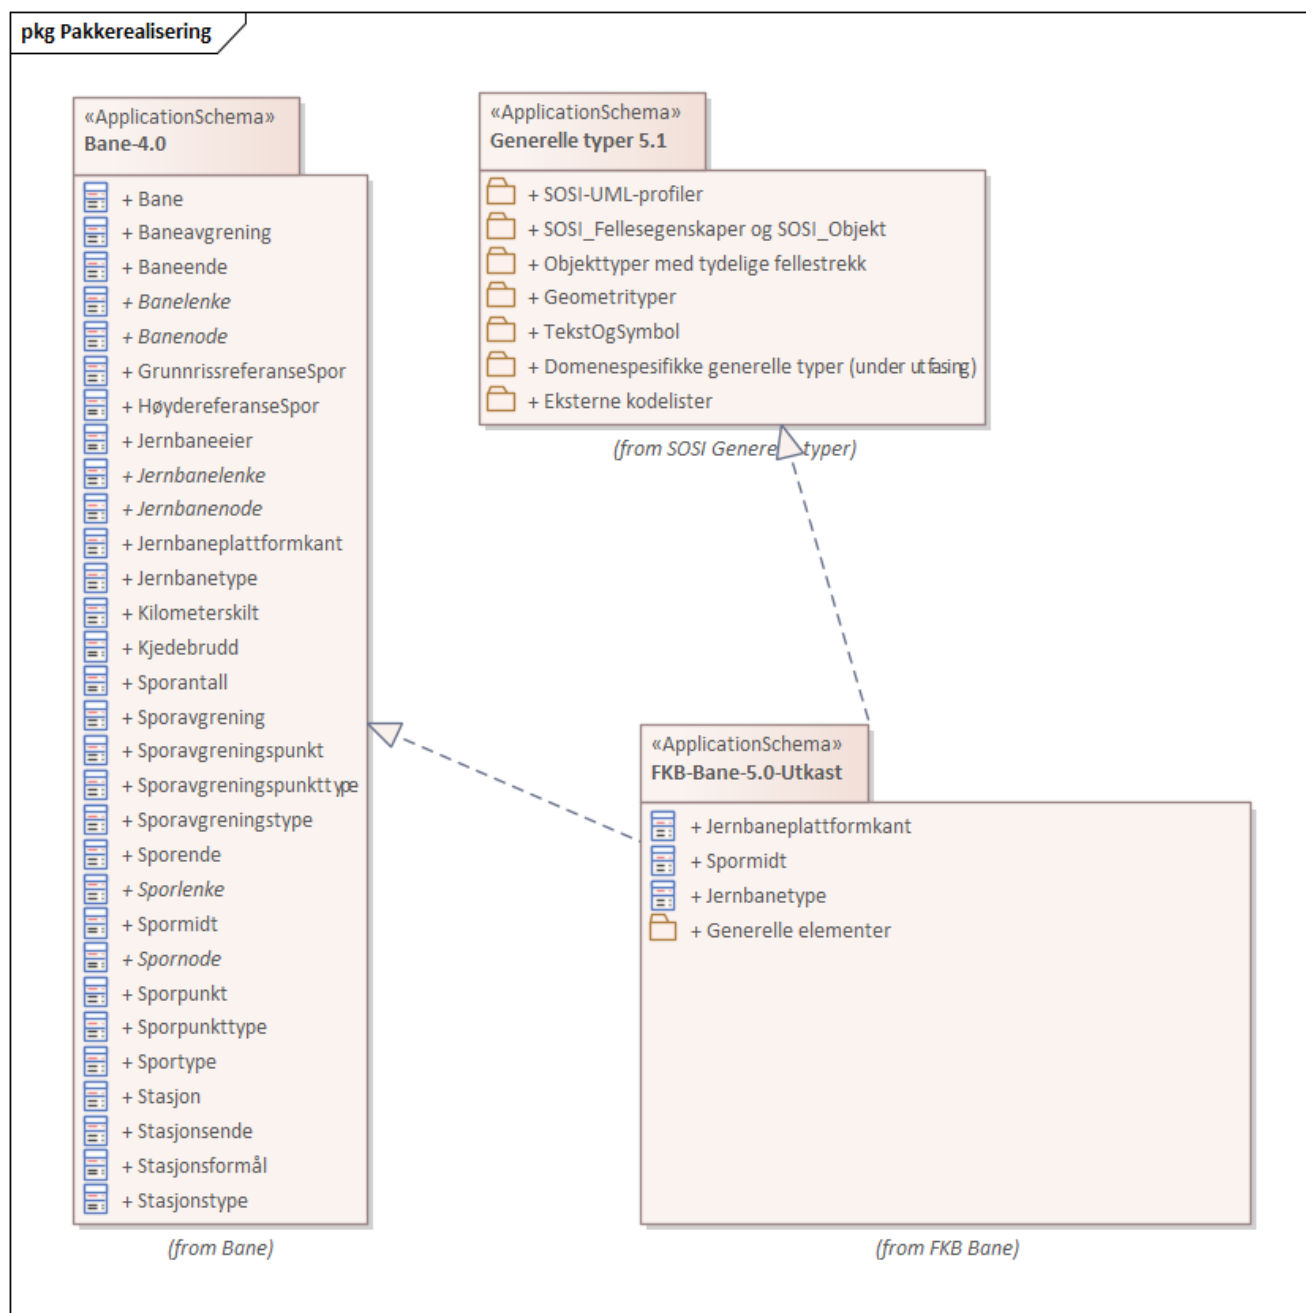 pkg Pakkerealisering
«ApplicationSchema»
Bane-4.0
+ Bane
+ Baneavgrening
+ Baneende
+ Banelenke
+ Banenode
+ GrunnrissreferanseSpor
+ HøydereferanseSpor
+ Jernbaneeier
+ Jernbanelenke
+ Jernbanenode
+ Jernbaneplattformkant
+ Jernbanetype
+ Kilometerskilt
+ Kjedebrudd
+ Sporantall
+ Sporavgrening
+ Sporavgreningspunkt
+ Sporavgreningspunkttype
+ Sporavgreningstype
+ Sporende
+ Sporlenke
+ Spormidt
+ Spornode
+ Sporpunkt
+ Sporpunkttype
+ Sportype
+ Stasjon
+ Stasjonsende
+ Stasjonsformål
+ Stasjonstype
(from Bane)
«ApplicationSchema»
Generelle typer 5.1
+ SOSI-UML-profiler
+ SOSI_Fellesegenskaper og SOSI_Objekt
+ Objekttyper med tydelige fellestrekk
+ Geometrityper
+ TekstOgSymbol
+ Domenespesifikke generelle typer (under utfasing)
+ Eksterne kodelister
(from SOSI Generelle typer)
«ApplicationSchema»
FKB-Bane-5.0-Utkast
+ Jernbaneplattformkant
+ Spormidt
+ Jernbanetype
+ Generelle elementer
(from FKB Bane)